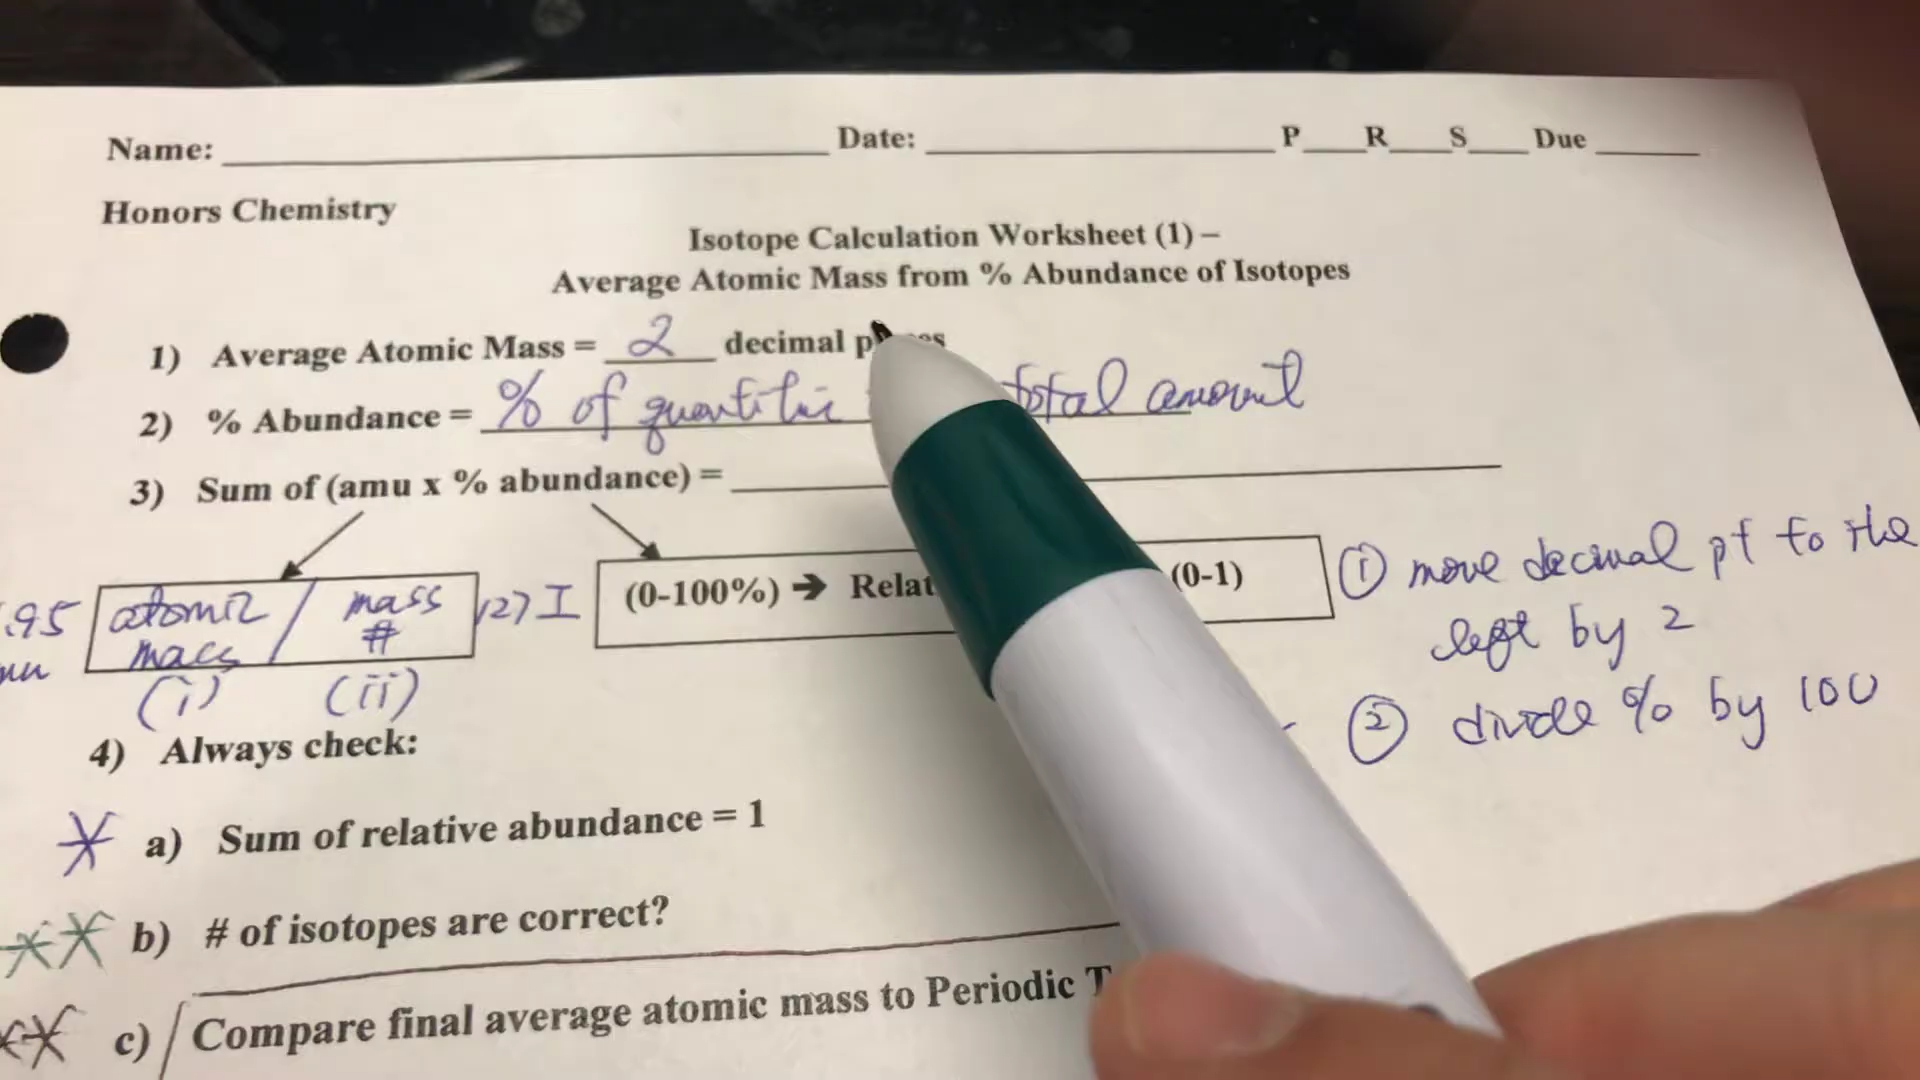 Name: Date: P R S Due
Honors Chemistry
Isotope Calculation Worksheet (1) –
Average Atomic Mass from % Abundance of Isotopes
1) Average Atomic Mass = 2 decimal
2) % Abundance = % of total amount
3) Sum of (amu x % abundance) =
.95 atomic / mass 127 I (0-100%) ➔ (0-1) ① move decimal pt to the
mass # left by 2
(i) (ii) ② divide % by 100
4) Always check:
a) Sum of relative abundance = 1
b) # of isotopes are correct?
c) Compare final average atomic mass to Periodic